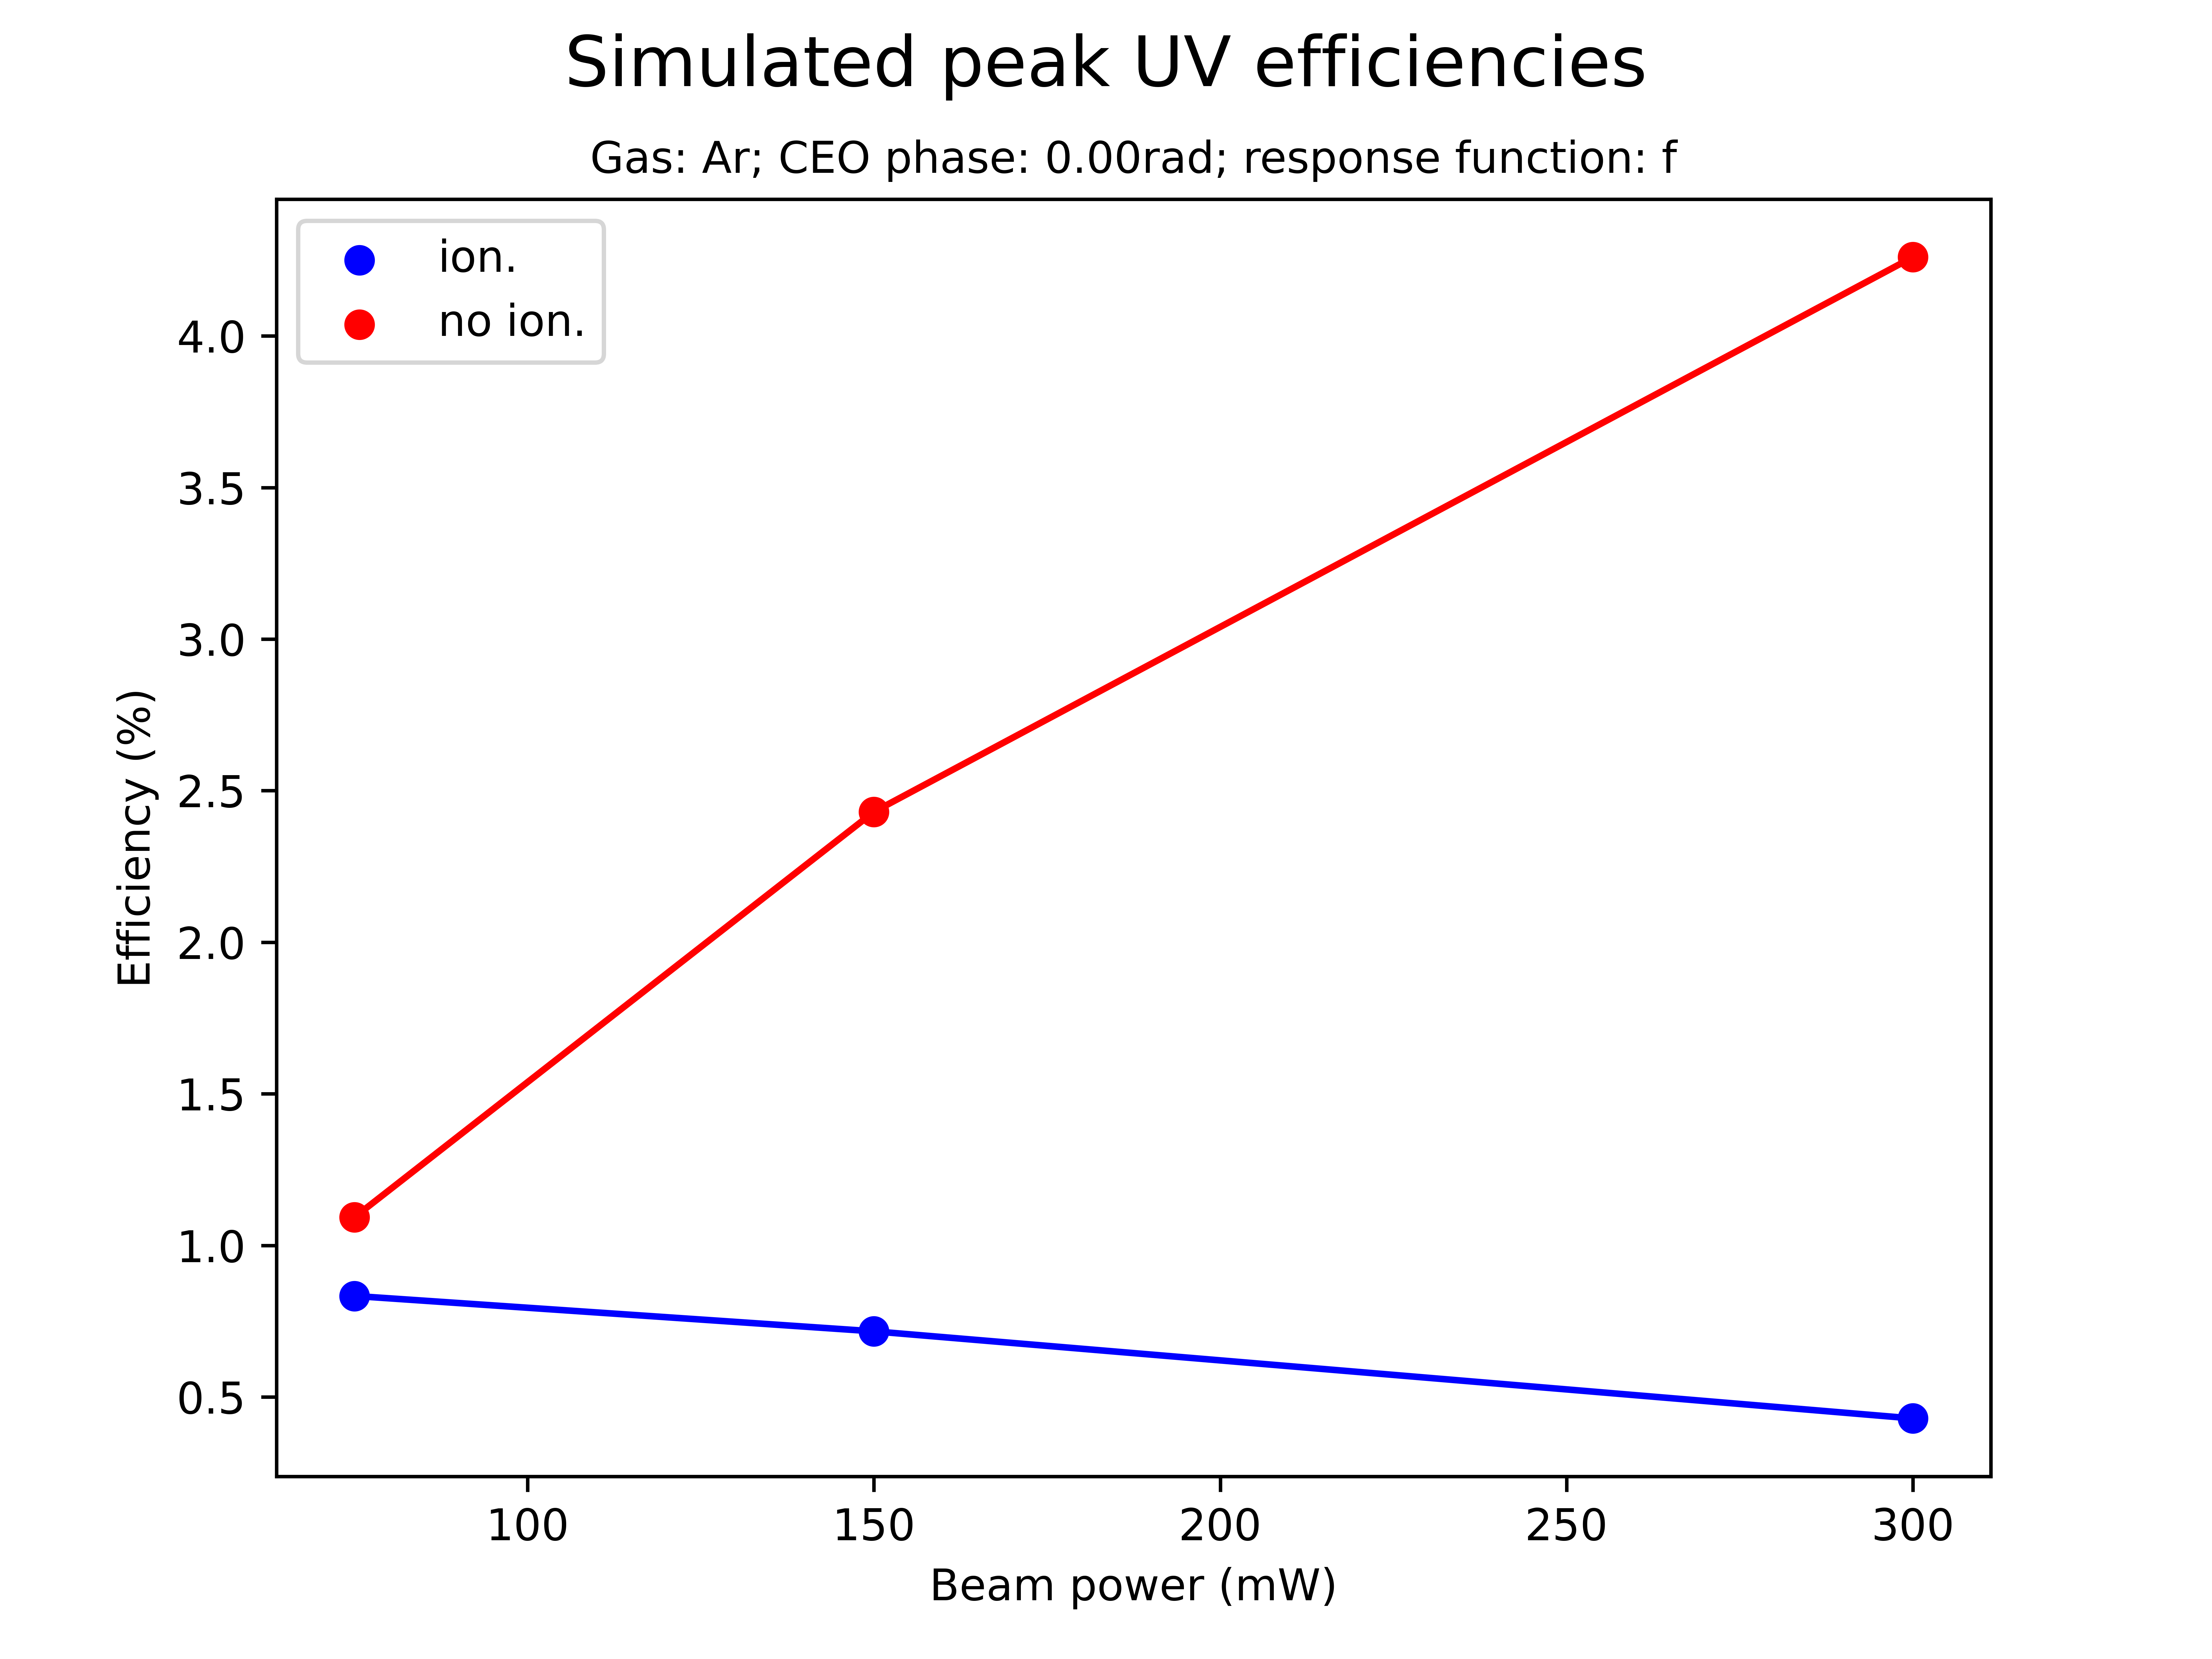 Simulated peak UV efficiencies
Gas: Ar; CEO phase: 0.00rad; response function: f
ion.
no ion.
4.0
3.5
3.0
2.5
2.0
1.5
1.0
0.5
Efficiency (%)
100 150 200 250 300
Beam power (mW)